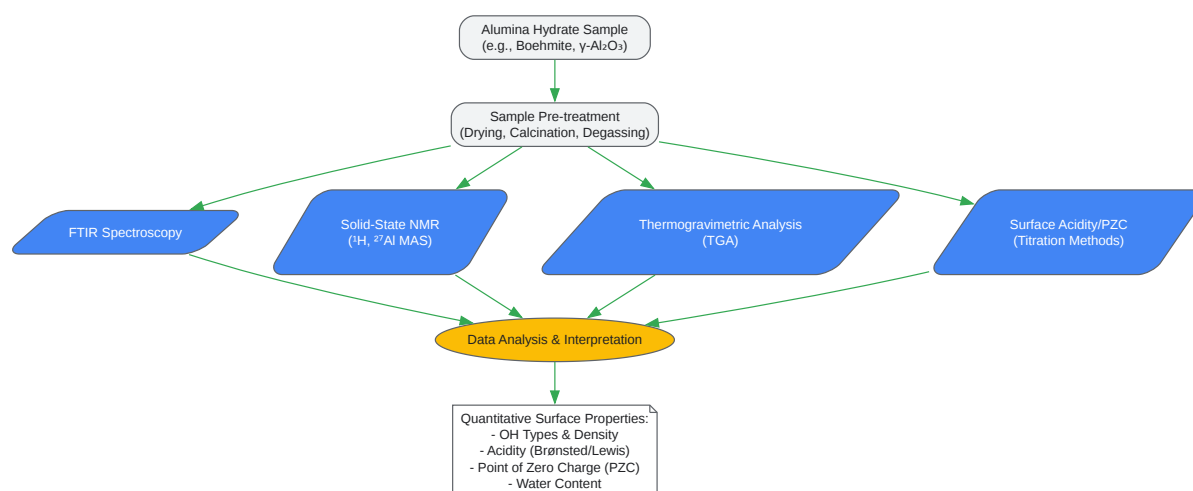 Alumina Hydrate Sample
(e.g., Boehmite, γ-Al₂O₃)
Sample Pre-treatment
(Drying, Calcination, Degassing)
FTIR Spectroscopy
Solid-State NMR
(¹H, ²⁷Al MAS)
Thermogravimetric Analysis
(TGA)
Surface Acidity/PZC
(Titration Methods)
Data Analysis & Interpretation
Quantitative Surface Properties:
- OH Types & Density
- Acidity (Brønsted/Lewis)
- Point of Zero Charge (PZC)
- Water Content